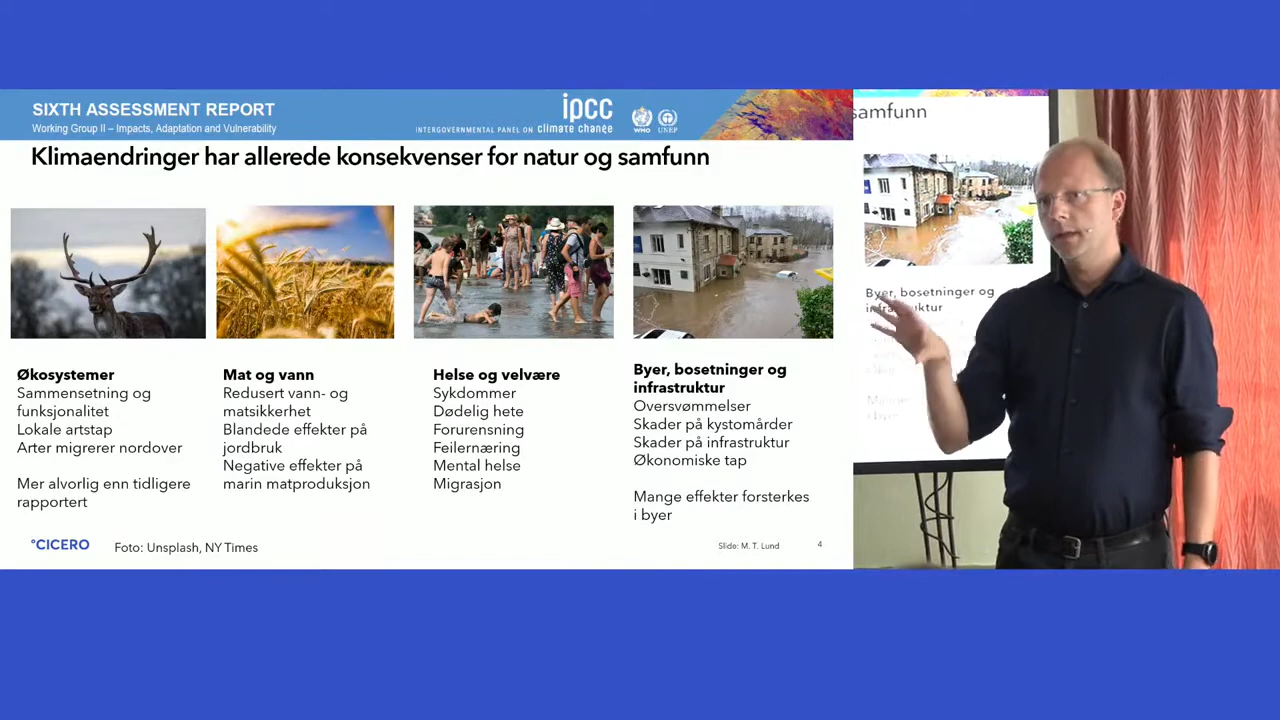 SIXTH ASSESSMENT REPORT
Working Group II – Impacts, Adaptation and Vulnerability
ipcc
INTERGOVERNMENTAL PANEL ON climate change
WMO
UNEP
Klimaendringer har allerede konsekvenser for natur og samfunn
Økosystemer
Sammensetning og
funksjonalitet
Lokale artstap
Arter migrerer nordover
Mer alvorlig enn tidligere
rapportert
Mat og vann
Redusert vann- og
matsikkerhet
Blandede effekter på
jordbruk
Negative effekter på
marin matproduksjon
Helse og velvære
Sykdommer
Dødelig hete
Forurensning
Feilernæring
Mental helse
Migrasjon
Byer, bosetninger og
infrastruktur
Oversvømmelser
Skader på kystomårder
Skader på infrastruktur
Økonomiske tap
Mange effekter forsterkes
i byer
°CICERO
Foto: Unsplash, NY Times
Slide: M. T. Lund
4
samfunn
Byer, bosetninger og
infrastruktur